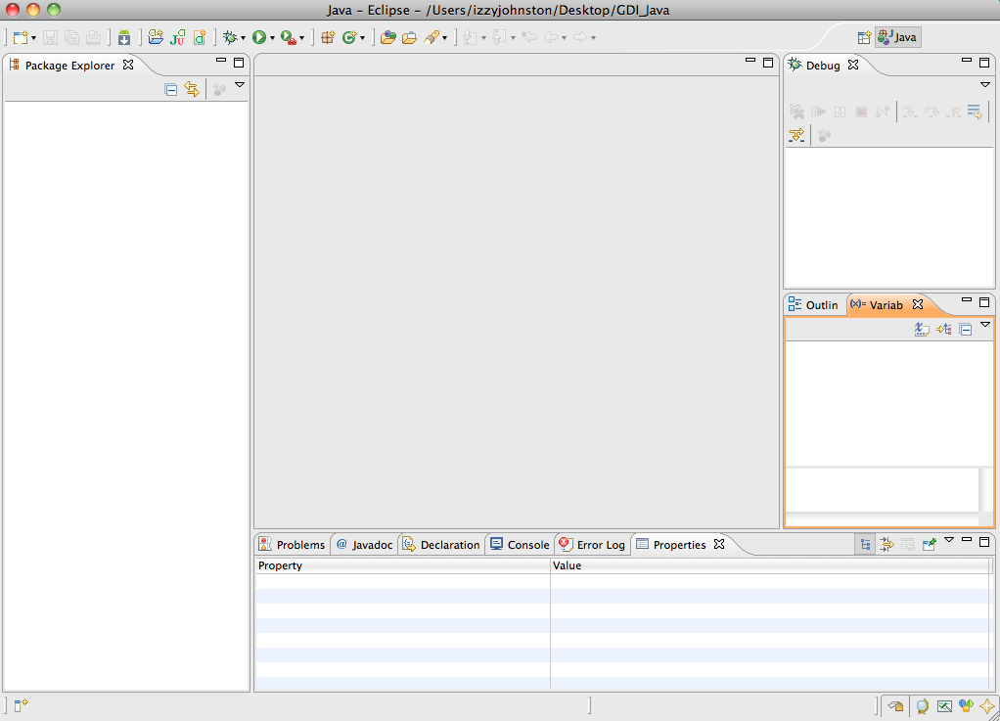 Java – Eclipse – /Users/izzyjohnston/Desktop/GDI_Java
Java
Package Explorer
Debug
Outlin
(x)= Variab
Problems
@ Javadoc
Declaration
Console
Error Log
Properties
Property
Value